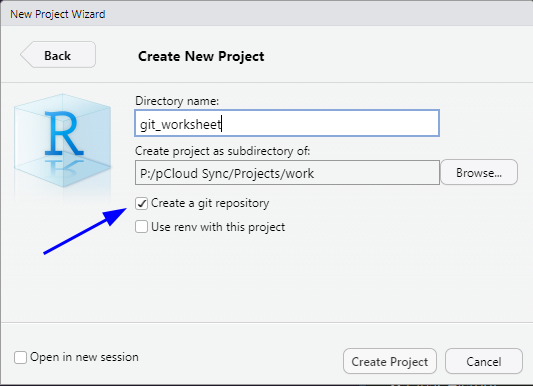 New Project Wizard
Back
Create New Project
R
Directory name:
git_worksheet
Create project as subdirectory of:
P:/pCloud Sync/Projects/work
Browse...
Create a git repository
Use renv with this project
Open in new session
Create Project
Cancel